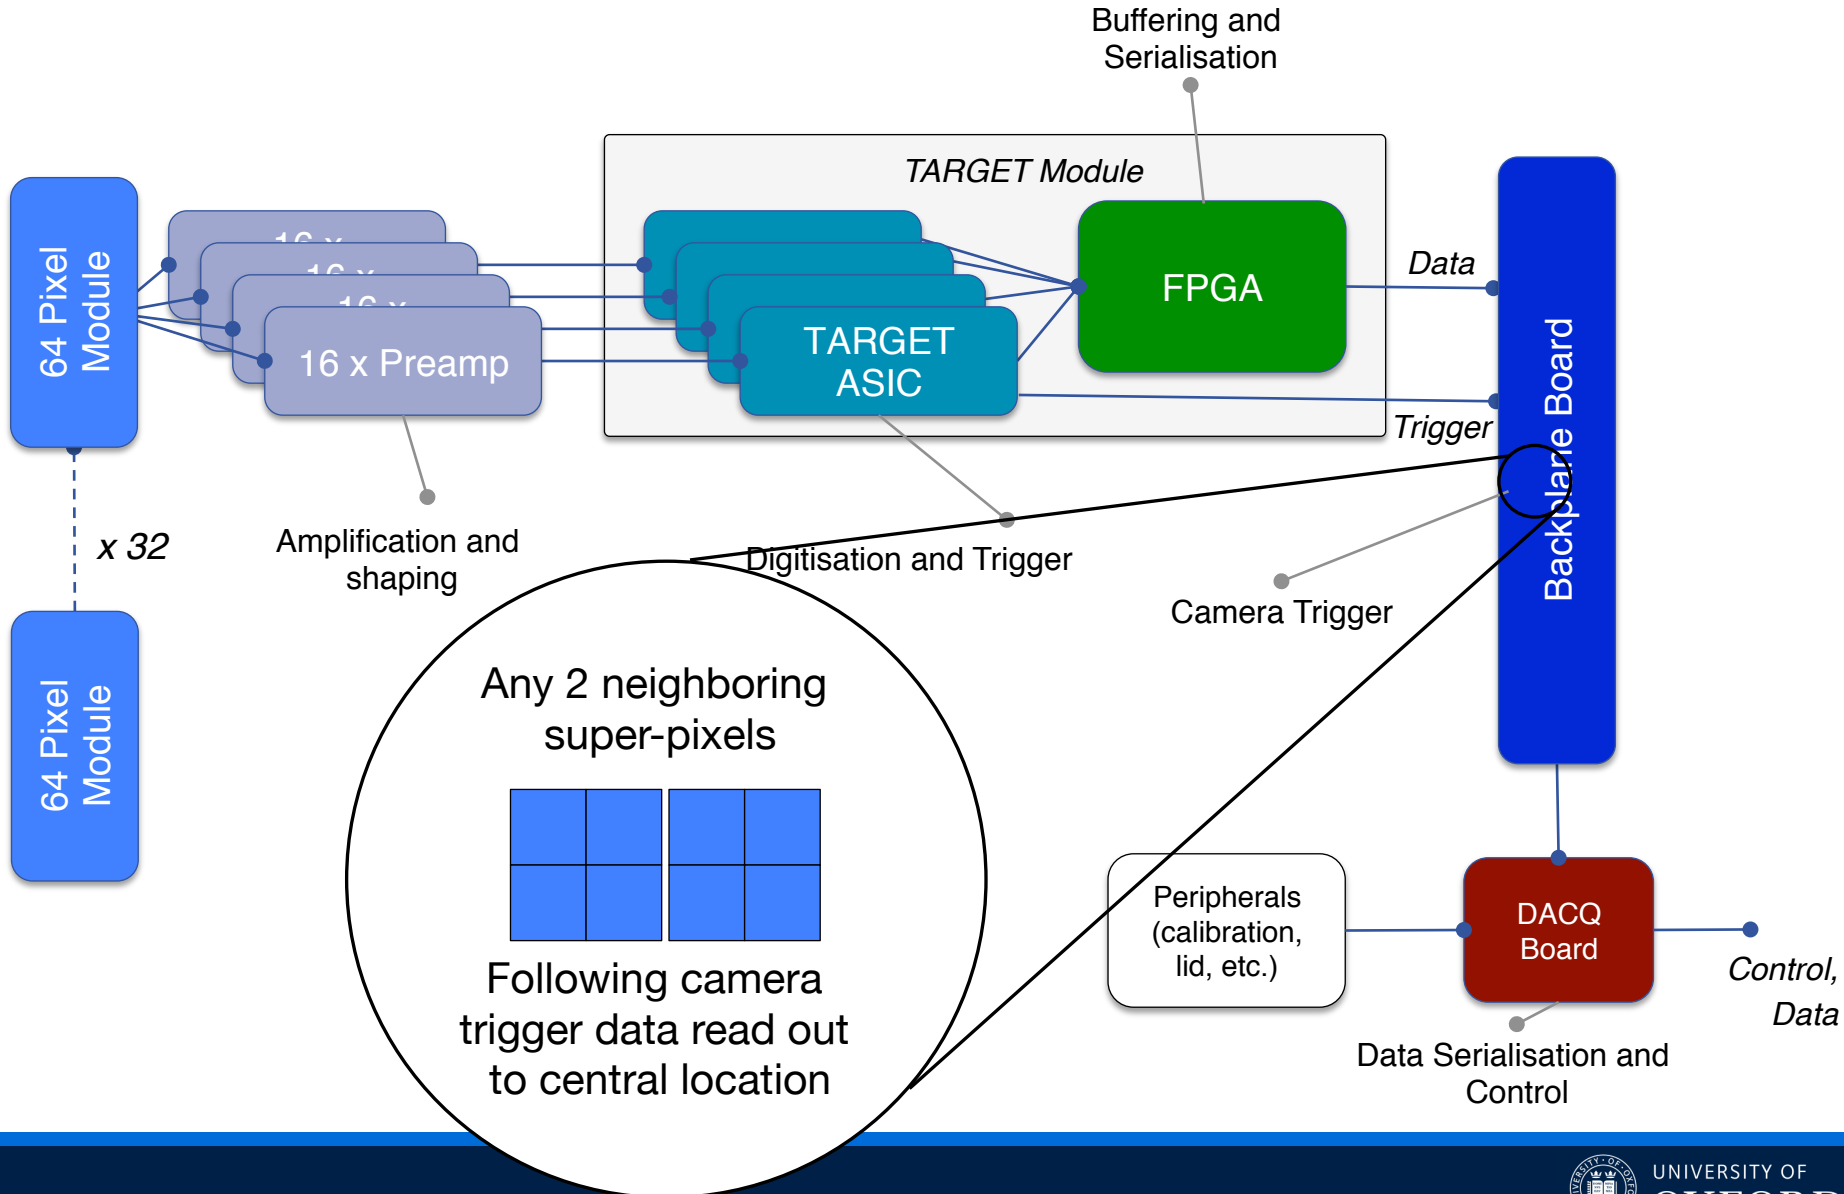 Buffering and
Serialisation
TARGET Module
64 Pixel
Module
16 x
16 x
16 x
16 x Preamp
TARGET
ASIC
FPGA
Data
Trigger
Backplane Board
x 32
Amplification and
shaping
Digitisation and Trigger
Camera Trigger
64 Pixel
Module
Any 2 neighboring
super-pixels
Following camera
trigger data read out
to central location
Peripherals
(calibration,
lid, etc.)
DACQ
Board
Control,
Data
Data Serialisation and
Control
UNIVERSITY OF